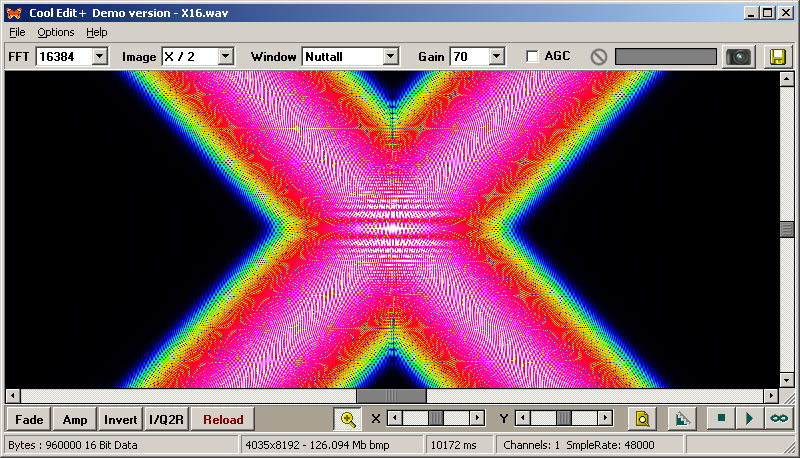 Cool Edit+ Demo version - X16.wav
File Options Help
FFT 16384 Image X / 2 Window Nuttall Gain 70 AGC
Fade Amp Invert I/Q2R Reload X Y
Bytes : 960000 16 Bit Data 4035x8192 - 126.094 Mb bmp 10172 ms Channels: 1 SmpleRate: 48000